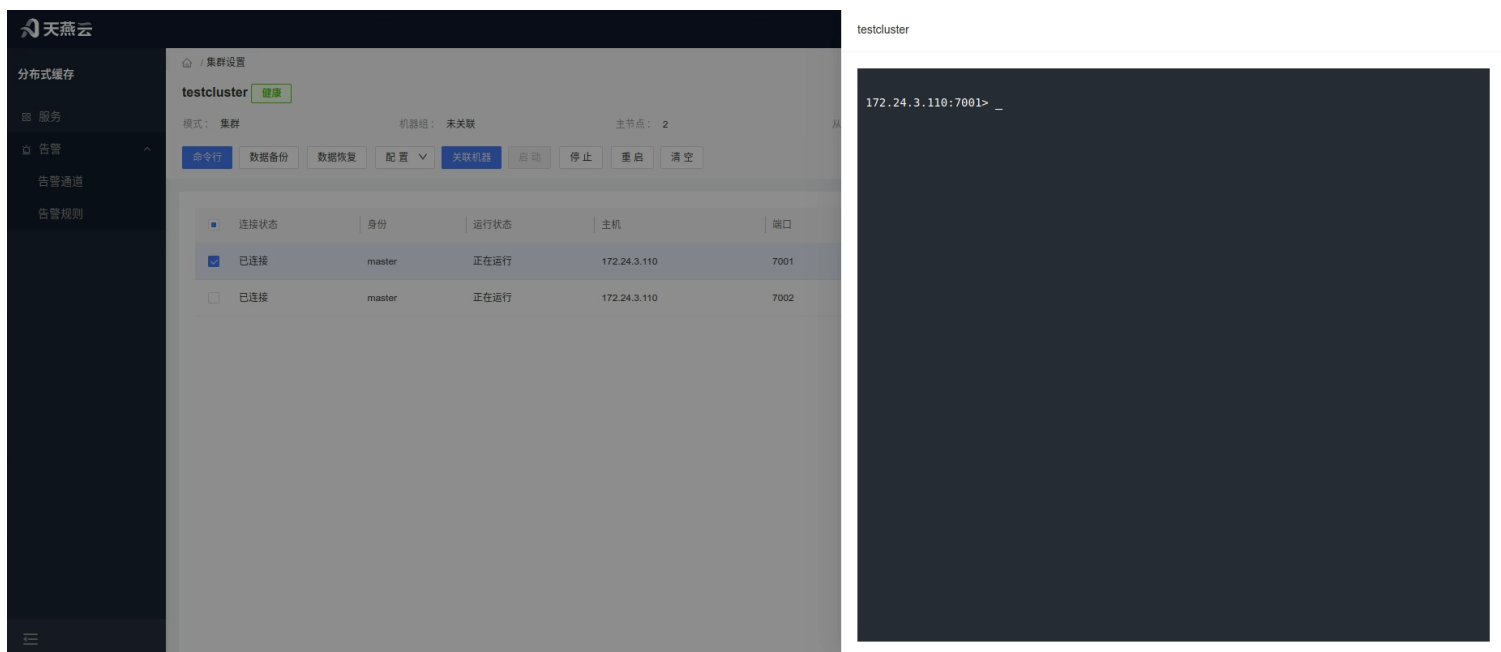 天燕云
分布式缓存
服务
告警
告警通道
告警规则
/ 集群设置
testcluster 健康
模式： 集群 机器组： 未关联 主节点： 2 从
命令行 数据备份 数据恢复 配置 关联机器 启动 停止 重启 清空
连接状态 身份 运行状态 主机 端口
已连接 master 正在运行 172.24.3.110 7001
已连接 master 正在运行 172.24.3.110 7002
testcluster
172.24.3.110:7001> _